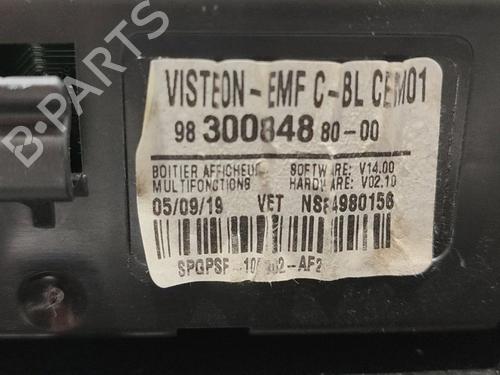 B-PARTS
VISTEON-EMF C-BL CEM01
98 300848 80-00
BOITIER AFFICHEUR SOFTWARE: V14.00
MULTIFONCTIONS HARDWARE: V02.10
05/09/19 VET